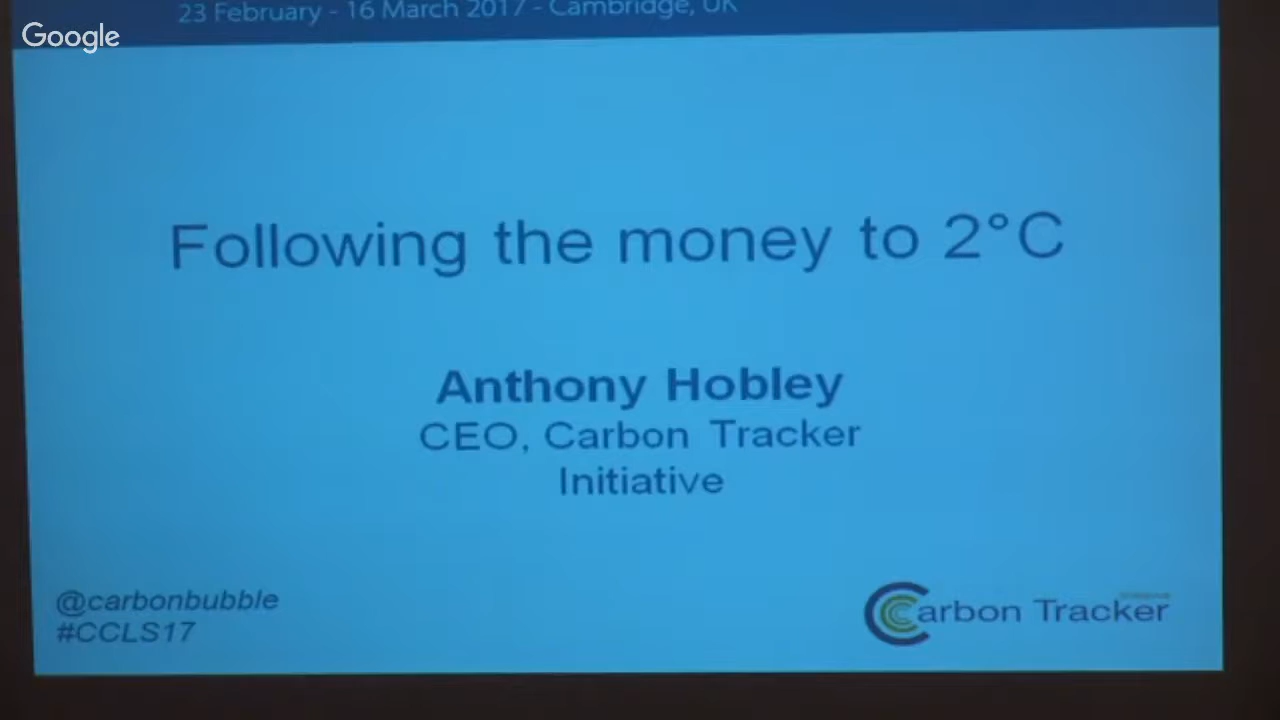 23 February - 16 March 2017 - Cambridge, UK
Google
Following the money to 2°C
Anthony Hobley
CEO, Carbon Tracker
Initiative
@carbonbubble
#CCLS17
Carbon Tracker